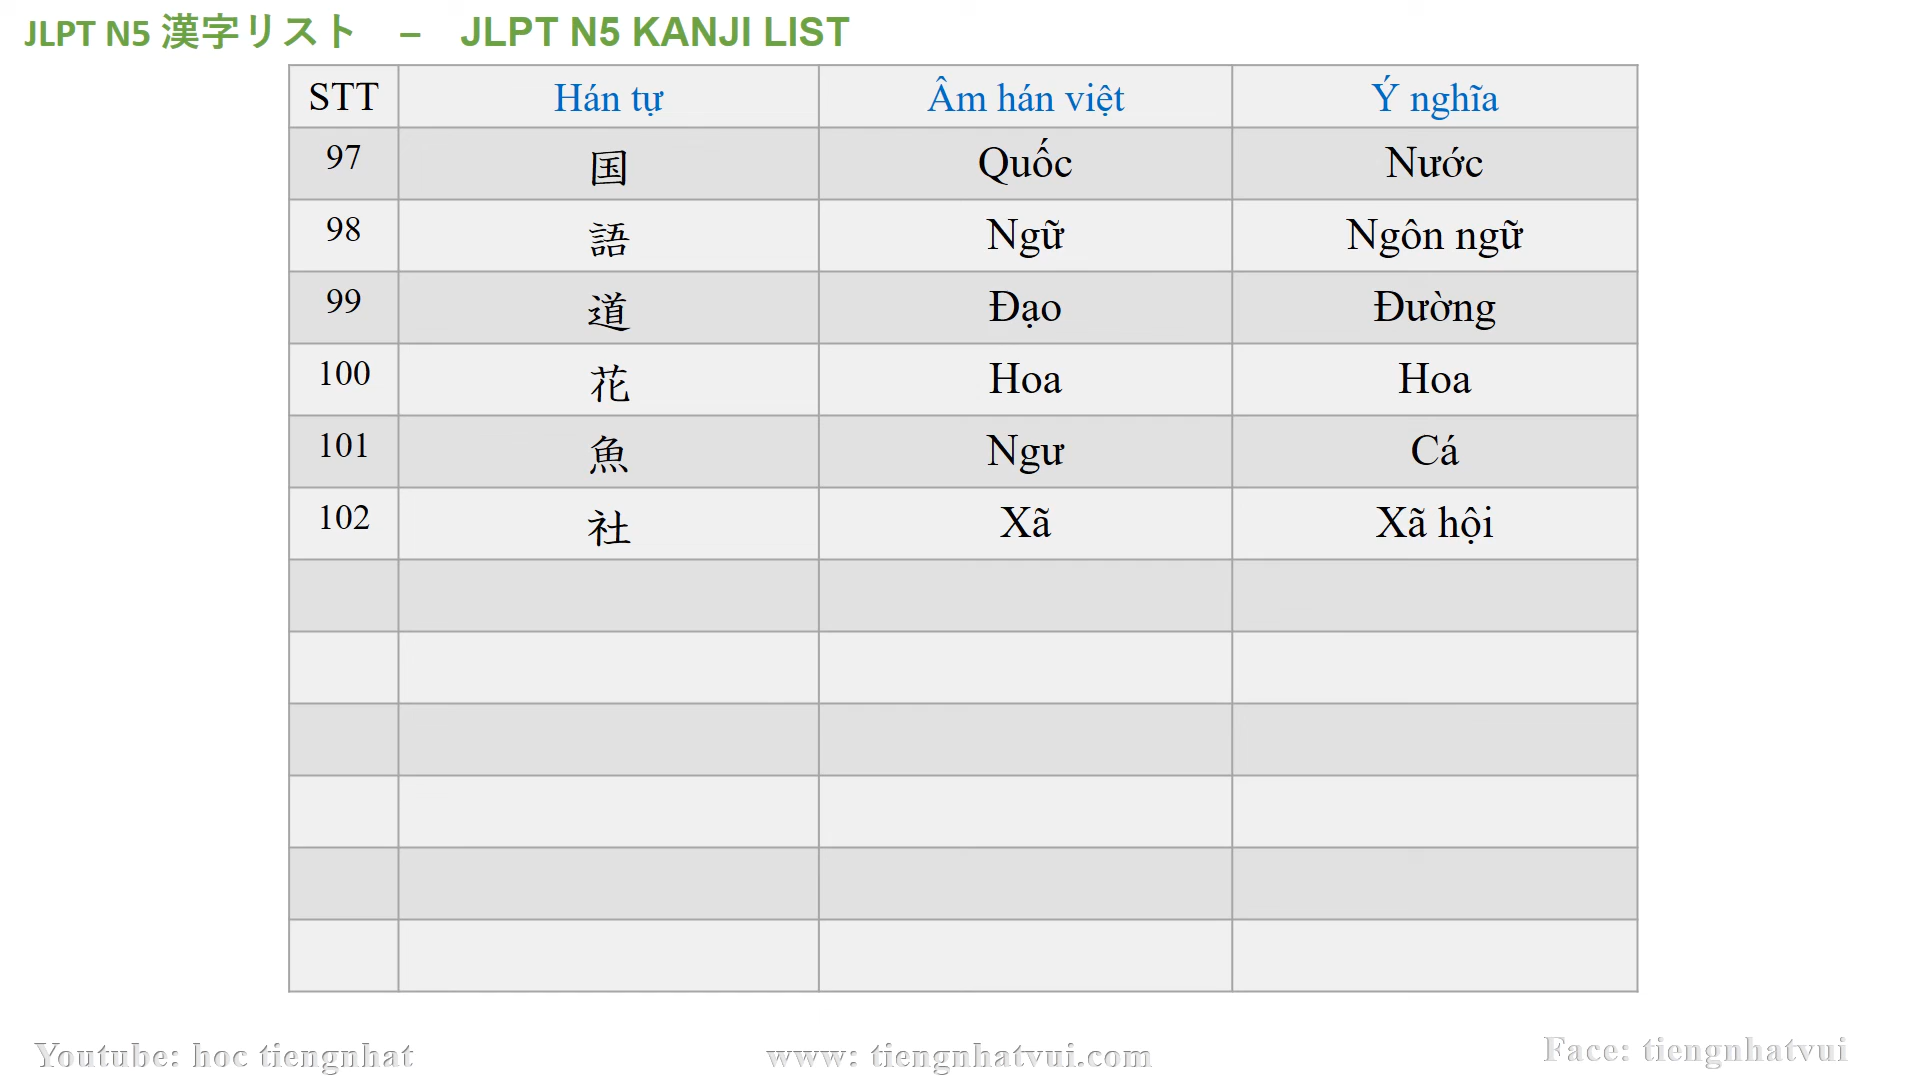 JLPT N5 漢字リスト – JLPT N5 KANJI LIST
STT Hán tự Âm hán việt Ý nghĩa
97 国 Quốc Nước
98 語 Ngữ Ngôn ngữ
99 道 Đạo Đường
100 花 Hoa Hoa
101 魚 Ngư Cá
102 社 Xã Xã hội
Youtube: hoc tiengnhat www: tiengnhatvui.com Face: tiengnhatvui